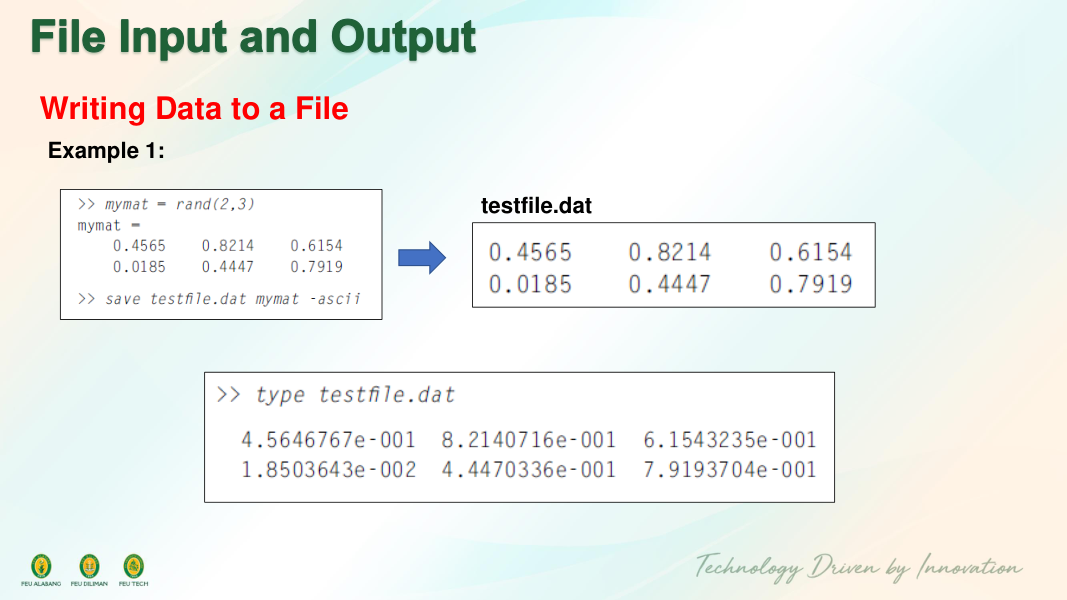 File Input and Output
Writing Data to a File
Example 1:
>> mymat = rand(2,3)
mymat =
0.4565 0.8214 0.6154
0.0185 0.4447 0.7919
>> save testfile.dat mymat -ascii
testfile.dat
0.4565 0.8214 0.6154
0.0185 0.4447 0.7919
>> type testfile.dat
4.5646767e-001 8.2140716e-001 6.1543235e-001
1.8503643e-002 4.4470336e-001 7.9193704e-001
FEU ALABANG FEU DILIMAN FEU TECH
Technology Driven by Innovation